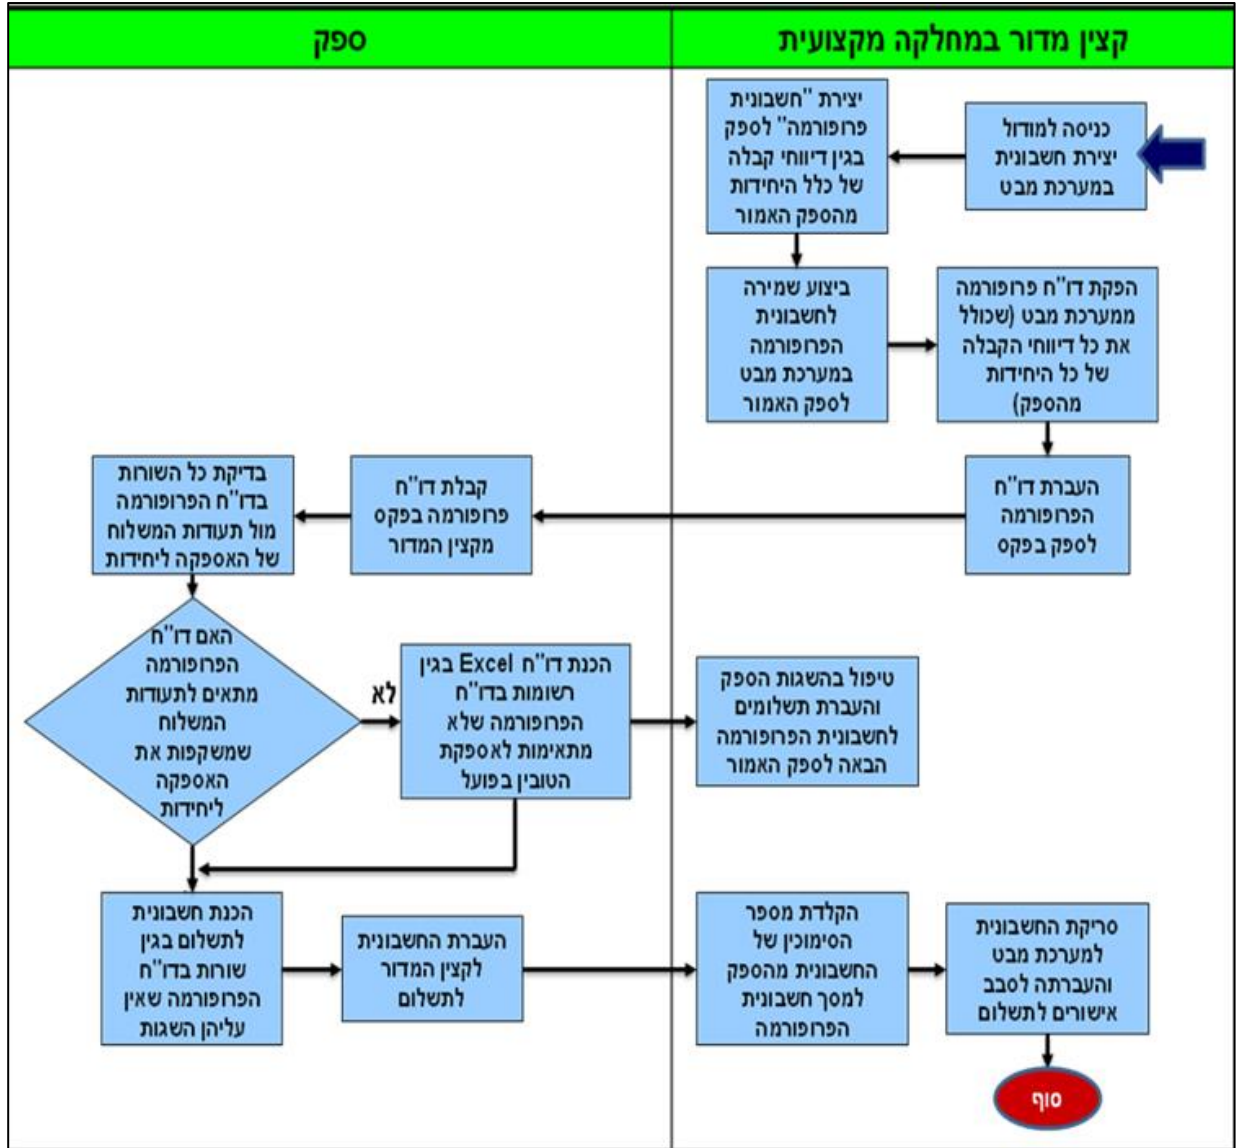 קצין מדור במחלקה מקצועית
ספק
כניסה למודול
יצירת חשבונית
במערכת מבט
יצירת "חשבונית
פרופורמה" לספק
בגין דיווחי קבלה
של כלל היחידות
מהספק האמור
ביצוע שמירה
לחשבונית
הפרופורמה
במערכת מבט
לספק האמור
הפקת דו"ח פרופורמה
ממערכת מבט (שכולל
את כל דיווחי הקבלה
של כל היחידות
מהספק)
העברת דו"ח
הפרופורמה
לספק בפקס
קבלת דו"ח
פרופורמה בפקס
מקצין המדור
בדיקת כל השורות
בדו"ח הפרופורמה
מול תעודות המשלוח
של האספקה ליחידות
האם דו"ח
הפרופורמה
מתאים לתעודות
המשלוח
שמשקפות את
האספקה
ליחידות
לא
הכנת דו"ח Excel בגין
רשומות בדו"ח
הפרופורמה שלא
מתאימות לאספקת
הטובין בפועל
טיפול בהשגות הספק
והעברת תשלומים
לחשבונית הפרופורמה
הבאה לספק האמור
הכנת חשבונית
לתשלום בגין
שורות בדו"ח
הפרופורמה שאין
עליהן השגות
העברת החשבונית
לקצין המדור
לתשלום
הקלדת מספר
הסימוכין של
החשבונית מהספק
למסך חשבונית
הפרופורמה
סריקת החשבונית
למערכת מבט
והעברתה לסבב
אישורים לתשלום
סוף